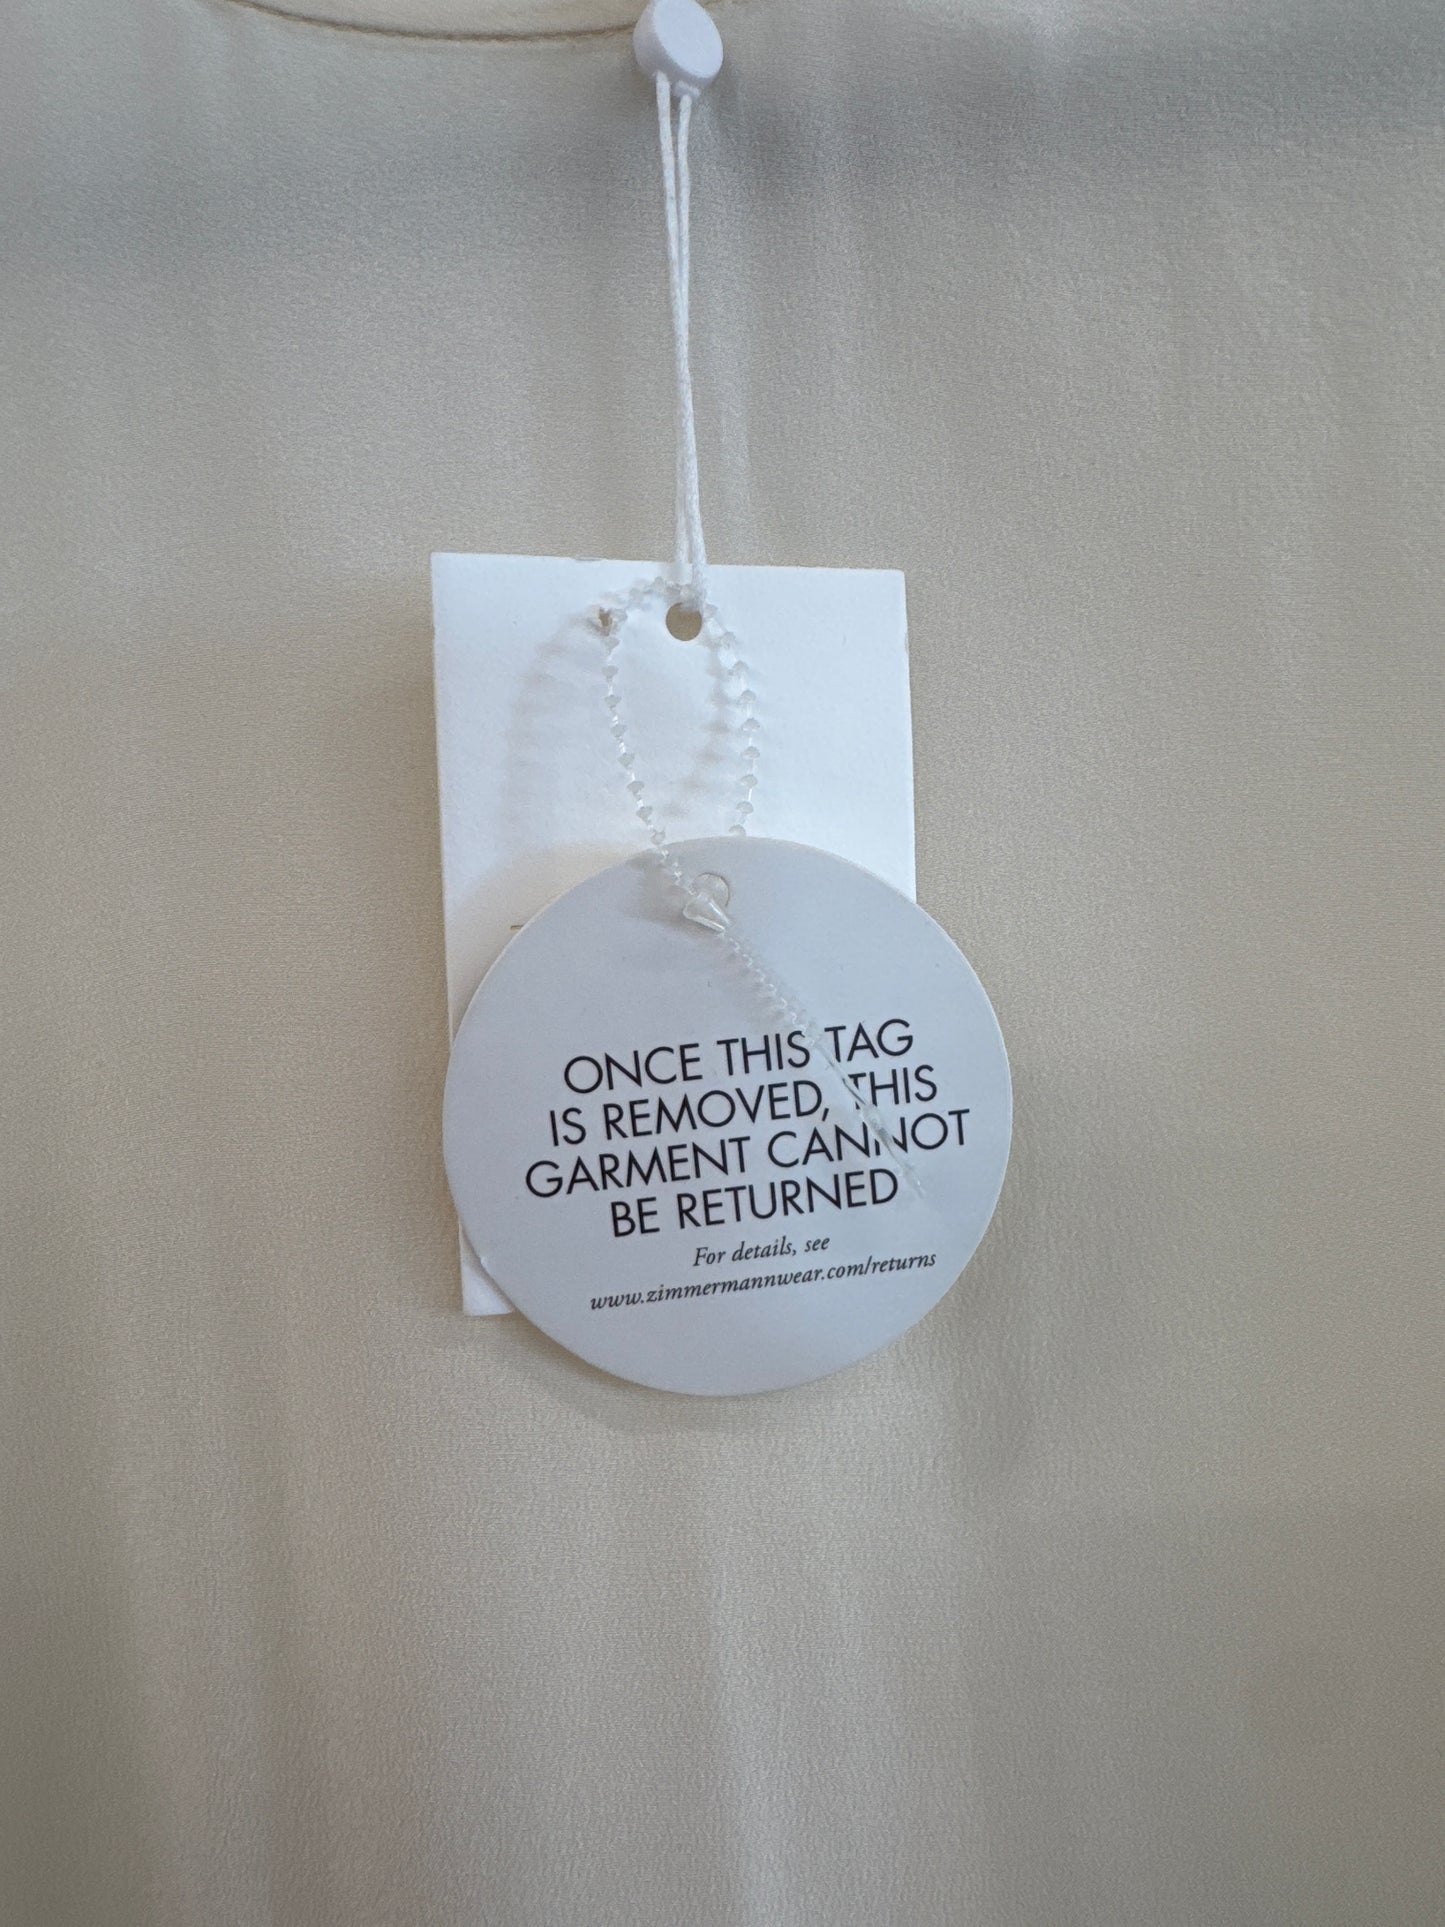 ONCE THIS TAG
IS REMOVED, THIS
GARMENT CANNOT
BE RETURNED
For details, see
www.zimmermannwear.com/returns